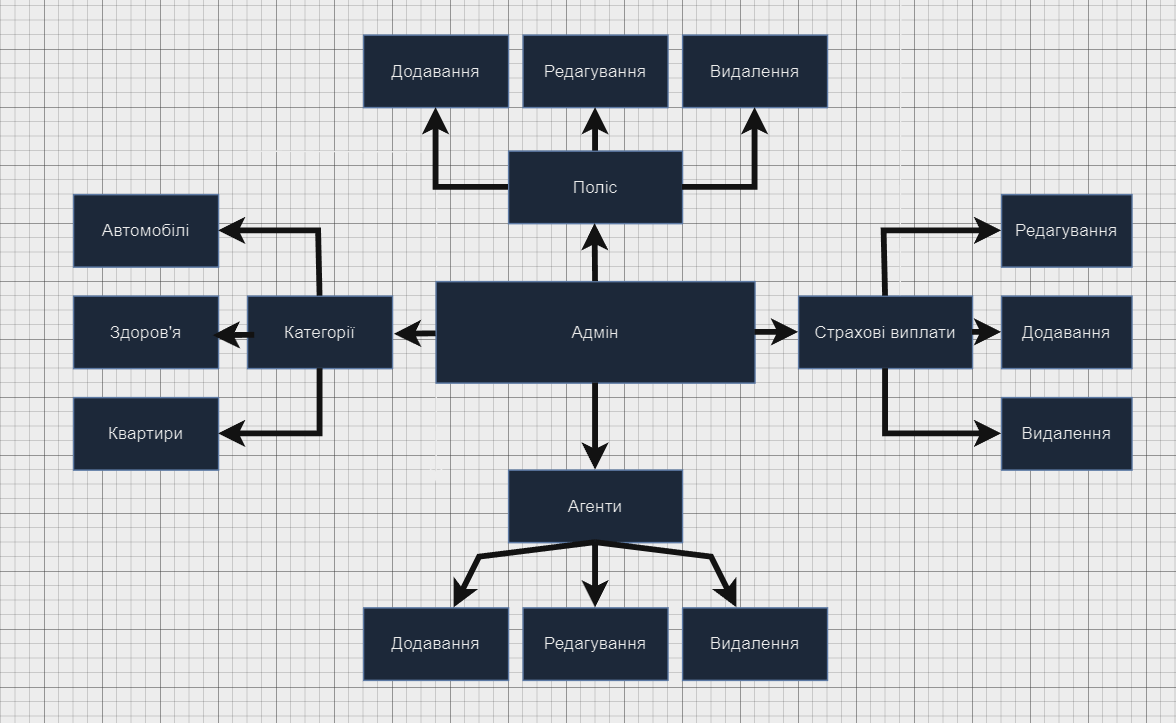 Додавання
Редагування
Видалення
Поліс
Автомобілі
Редагування
Здоров'я
Категорії
Адмін
Страхові виплати
Додавання
Квартири
Видалення
Агенти
Додавання
Редагування
Видалення